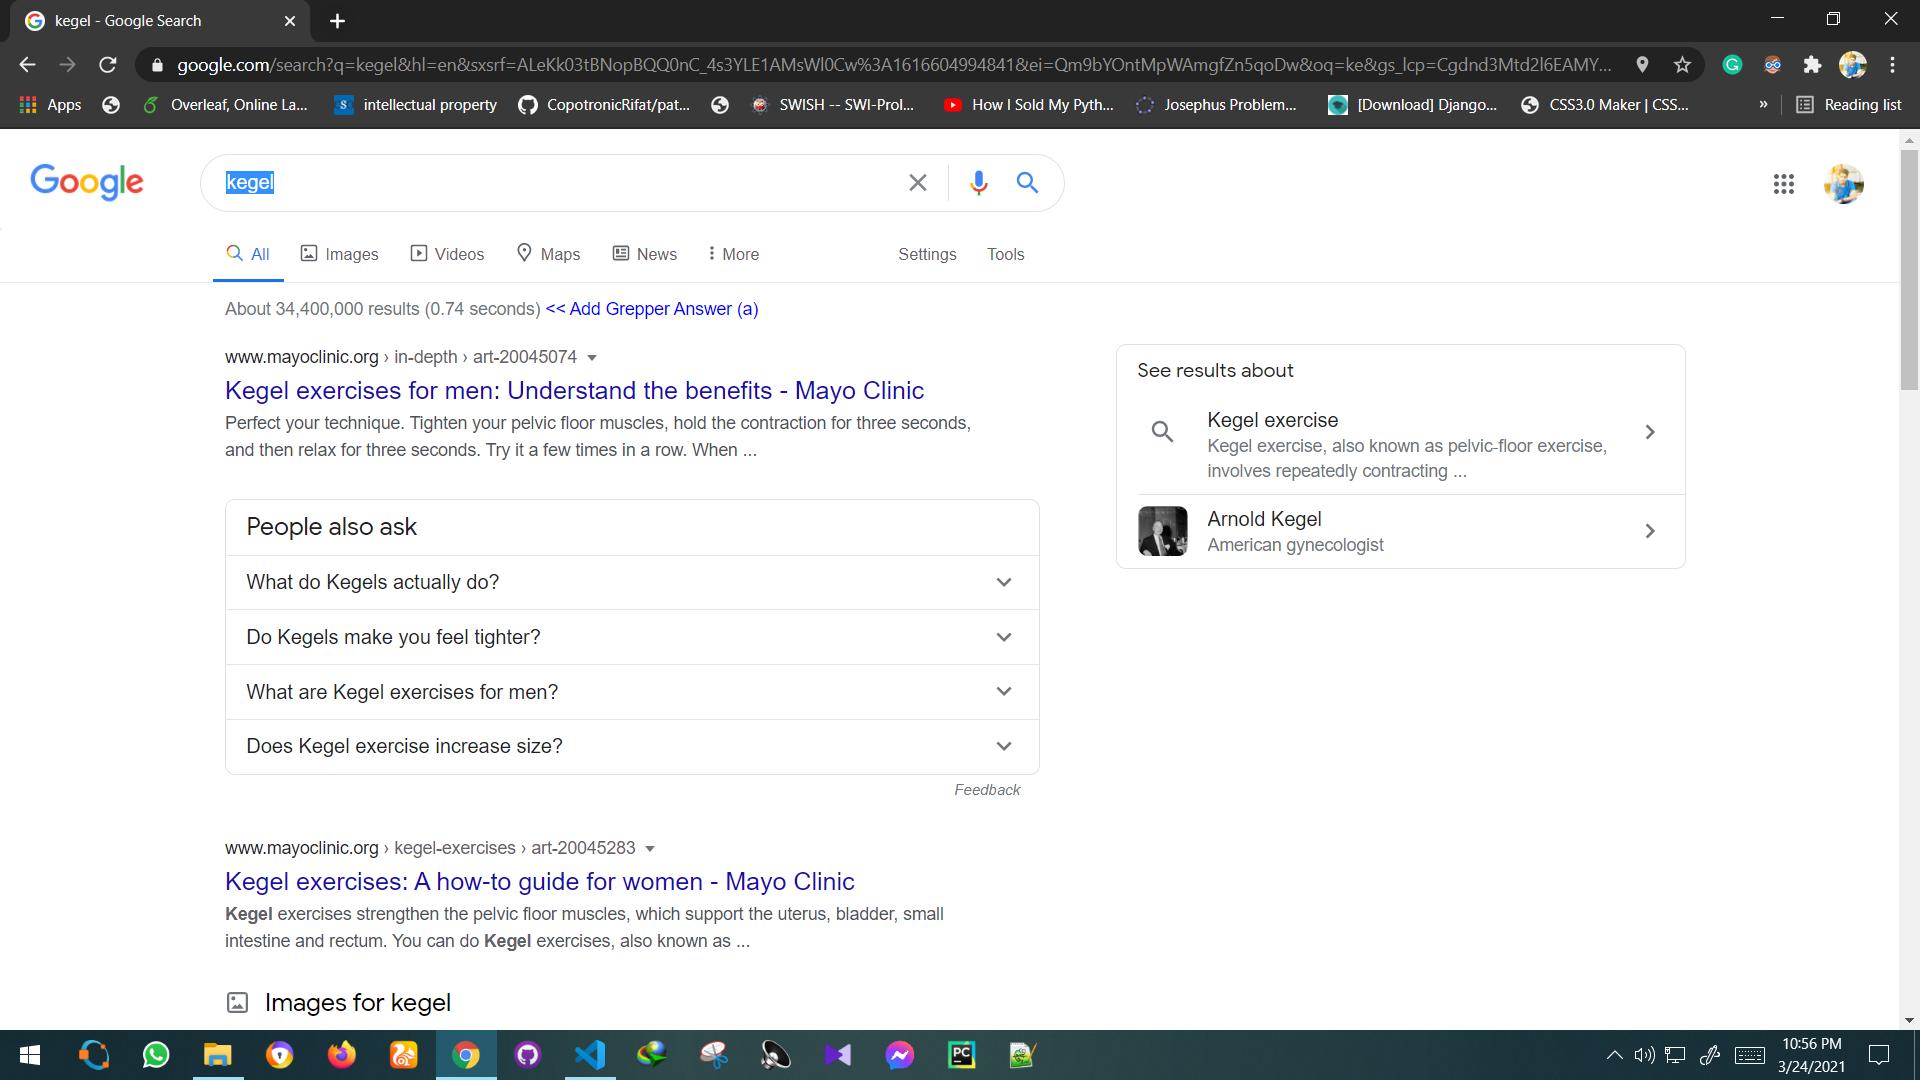 kegel - Google Search
google.com/search?q=kegel&hl=en&sxsrf=ALeKk03tBNopBQQ0nC_4s3YLE1AMsWl0Cw%3A1616604994841&ei=Qm9bYOntMpWAmgfZn5qoDw&oq=ke&gs_lcp=Cgdnd3Mtd2l6EAMY...
Apps
Overleaf, Online La...
intellectual property
CopotronicRifat/pat...
SWISH -- SWI-Prol...
How I Sold My Pyth...
Josephus Problem...
[Download] Django...
CSS3.0 Maker | CSS...
»
Reading list
Google
kegel
All
Images
Videos
Maps
News
More
Settings
Tools
About 34,400,000 results (0.74 seconds) << Add Grepper Answer (a)
www.mayoclinic.org › in-depth › art-20045074
Kegel exercises for men: Understand the benefits - Mayo Clinic
Perfect your technique. Tighten your pelvic floor muscles, hold the contraction for three seconds,
and then relax for three seconds. Try it a few times in a row. When ...
People also ask
What do Kegels actually do?
Do Kegels make you feel tighter?
What are Kegel exercises for men?
Does Kegel exercise increase size?
Feedback
www.mayoclinic.org › kegel-exercises › art-20045283
Kegel exercises: A how-to guide for women - Mayo Clinic
Kegel exercises strengthen the pelvic floor muscles, which support the uterus, bladder, small
intestine and rectum. You can do Kegel exercises, also known as ...
Images for kegel
See results about
Kegel exercise
Kegel exercise, also known as pelvic-floor exercise,
involves repeatedly contracting ...
Arnold Kegel
American gynecologist
PC
10:56 PM
3/24/2021